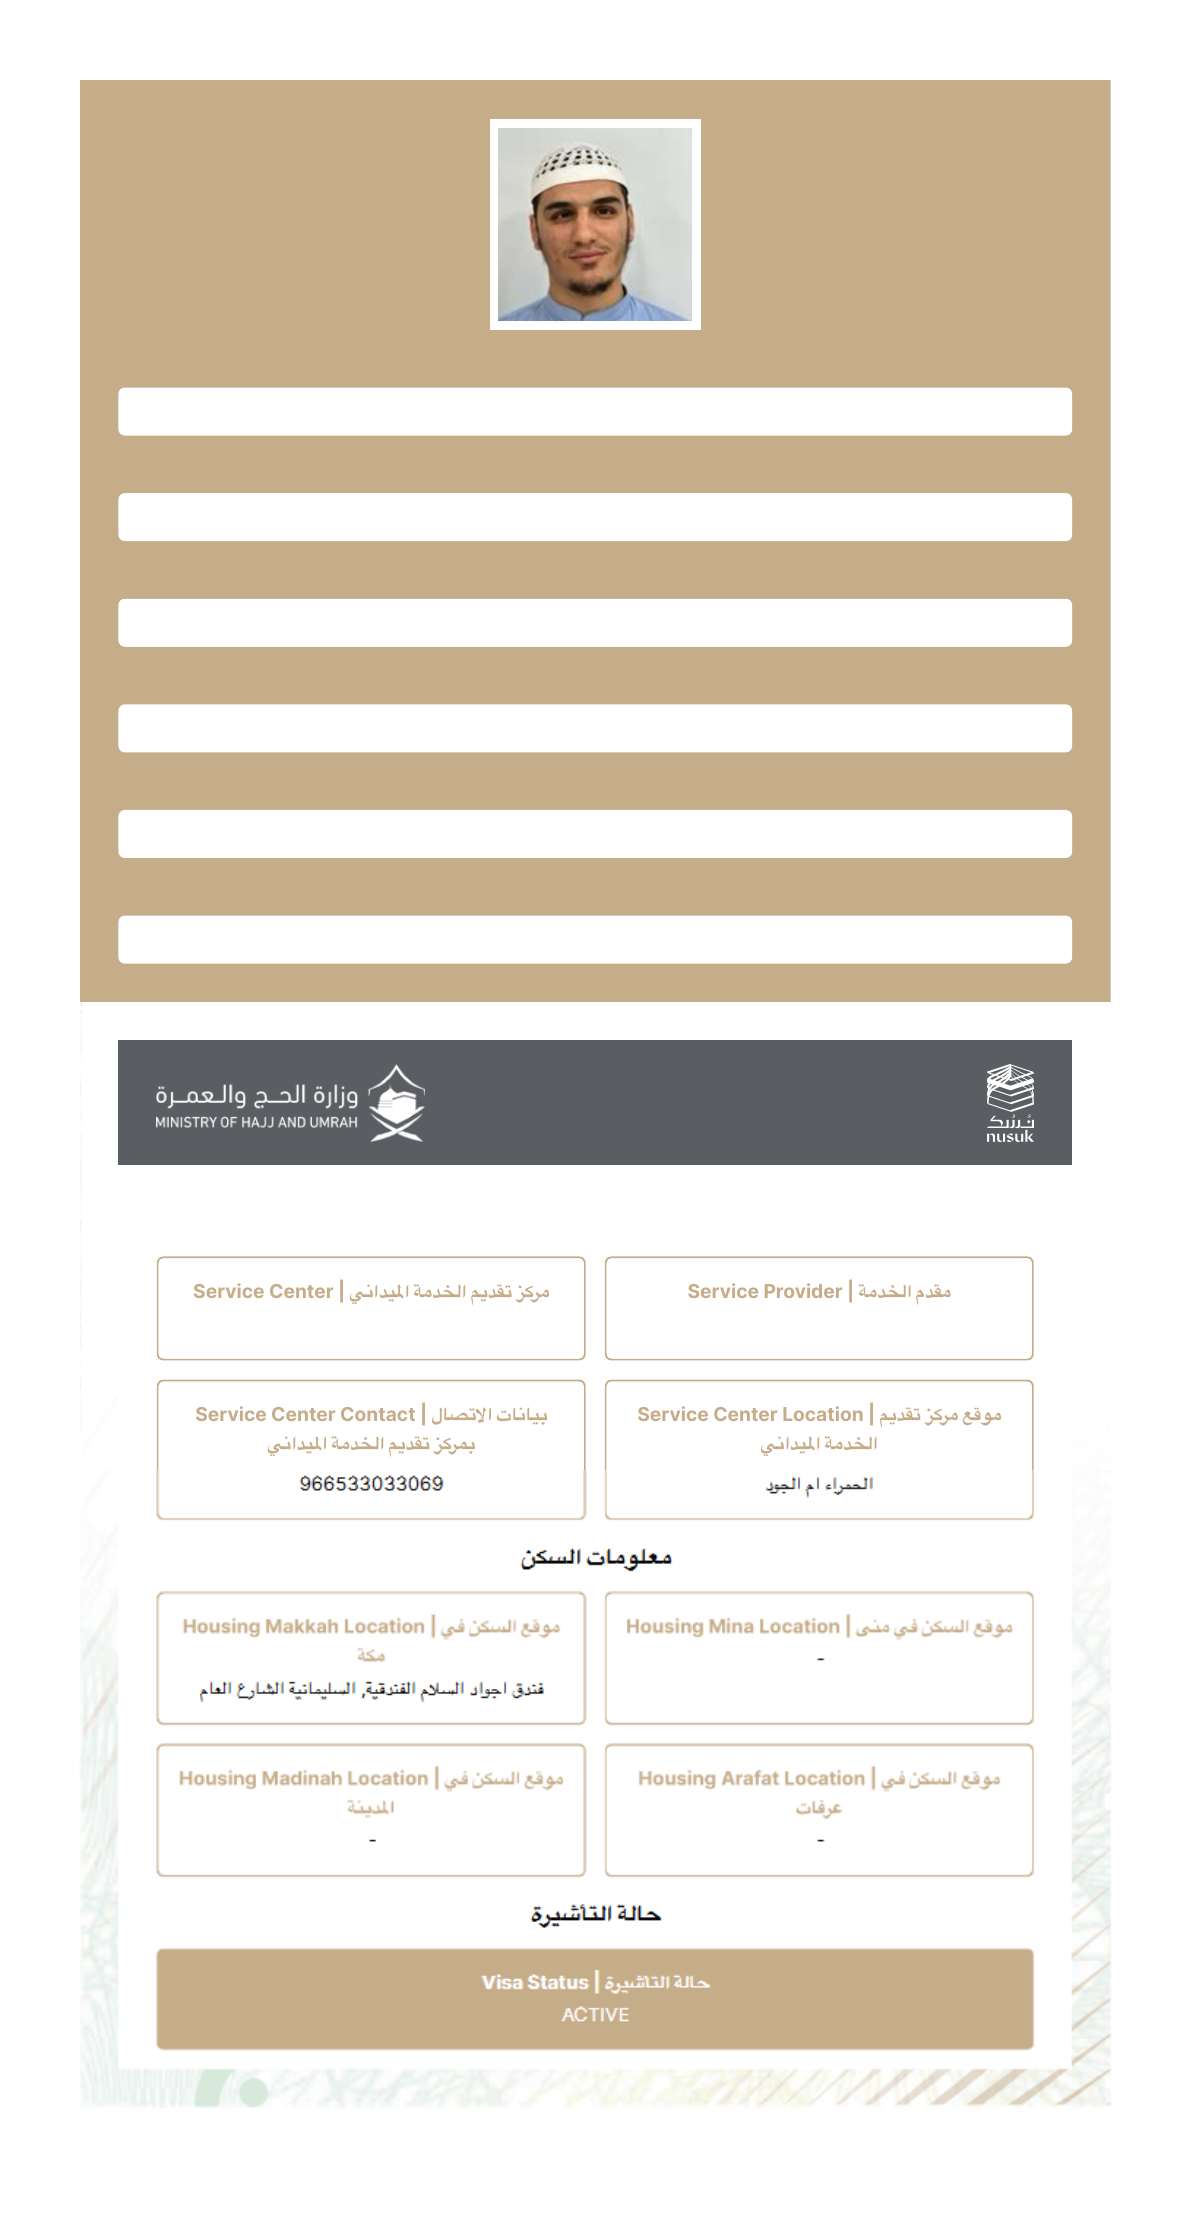 وزارة الحـج والـعمـرة
MINISTRY OF HAJJ AND UMRAH
نُسُك
nusuk
Service Provider | مقدم الخدمة
Service Center | مركز تقديم الخدمة الميداني
Service Center Location | موقع مركز تقديم
الخدمة الميداني
الحمراء ام الجود
Service Center Contact | بيانات الاتصال
بمركز تقديم الخدمة الميداني
966533033069
معلومات السكن
Housing Mina Location | موقع السكن في منى
-
Housing Makkah Location | موقع السكن في
مكة
فندق اجواد السلام الفندقية, السليمانية الشارع العام
Housing Arafat Location | موقع السكن في
عرفات
-
Housing Madinah Location | موقع السكن في
المدينة
-
حالة التأشيرة
Visa Status | حالة التاشيرة
ACTIVE